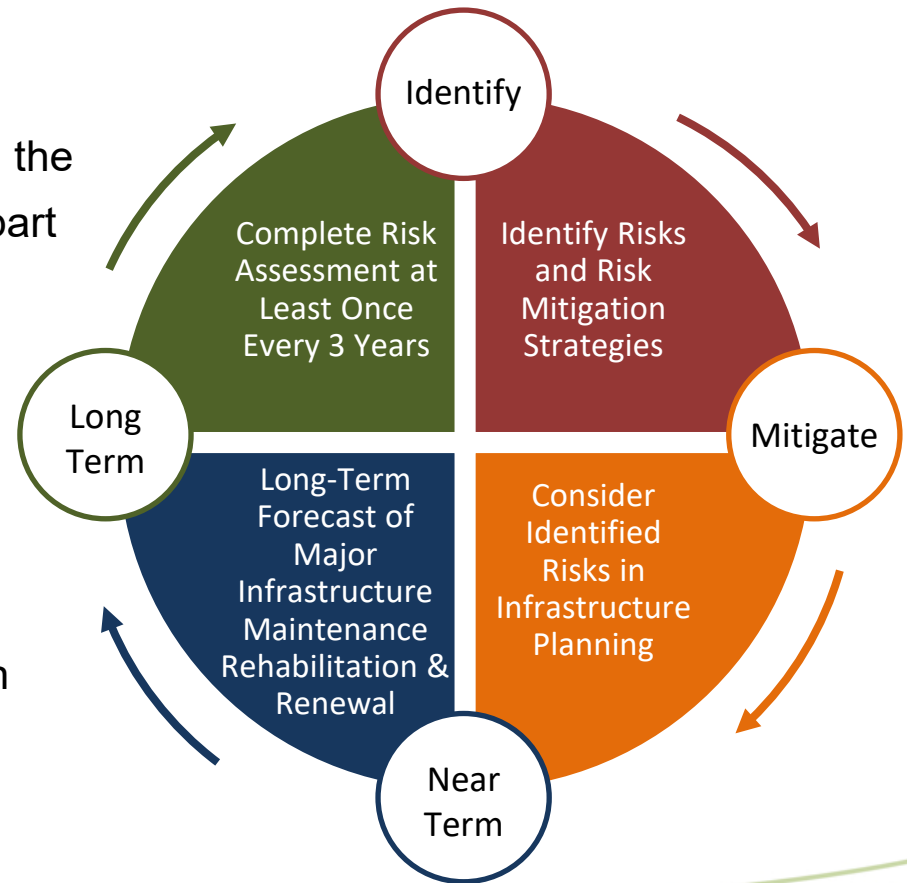 the
part
n
Identify
Complete Risk
Assessment at
Least Once
Every 3 Years
Identify Risks
and Risk
Mitigation
Strategies
Long
Term
Mitigate
Long-Term
Forecast of
Major
Infrastructure
Maintenance
Rehabilitation &
Renewal
Consider
Identified
Risks in
Infrastructure
Planning
Near
Term